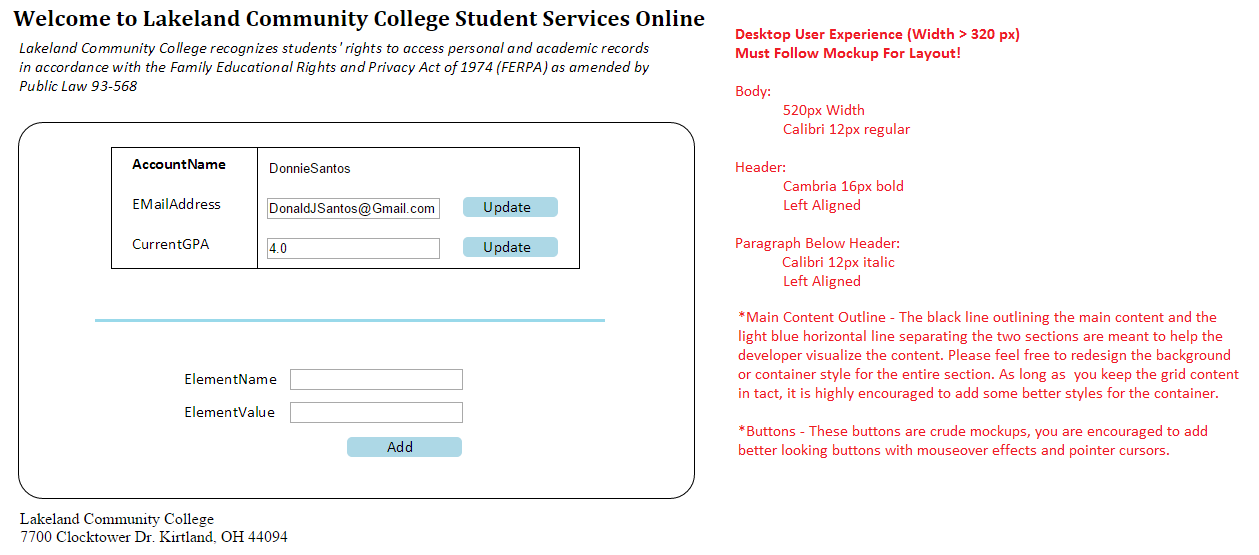 Welcome to Lakeland Community College Student Services Online
Lakeland Community College recognizes students' rights to access personal and academic records
in accordance with the Family Educational Rights and Privacy Act of 1974 (FERPA) as amended by
Public Law 93-568
AccountName DonnieSantos
EMailAddress DonaldJSantos@Gmail.com Update
CurrentGPA 4.0 Update
ElementName
ElementValue
Add
Lakeland Community College
7700 Clocktower Dr. Kirtland, OH 44094
Desktop User Experience (Width > 320 px)
Must Follow Mockup For Layout!
Body:
520px Width
Calibri 12px regular
Header:
Cambria 16px bold
Left Aligned
Paragraph Below Header:
Calibri 12px italic
Left Aligned
*Main Content Outline - The black line outlining the main content and the
light blue horizontal line separating the two sections are meant to help the
developer visualize the content. Please feel free to redesign the background
or container style for the entire section. As long as you keep the grid content
in tact, it is highly encouraged to add some better styles for the container.
*Buttons - These buttons are crude mockups, you are encouraged to add
better looking buttons with mouseover effects and pointer cursors.